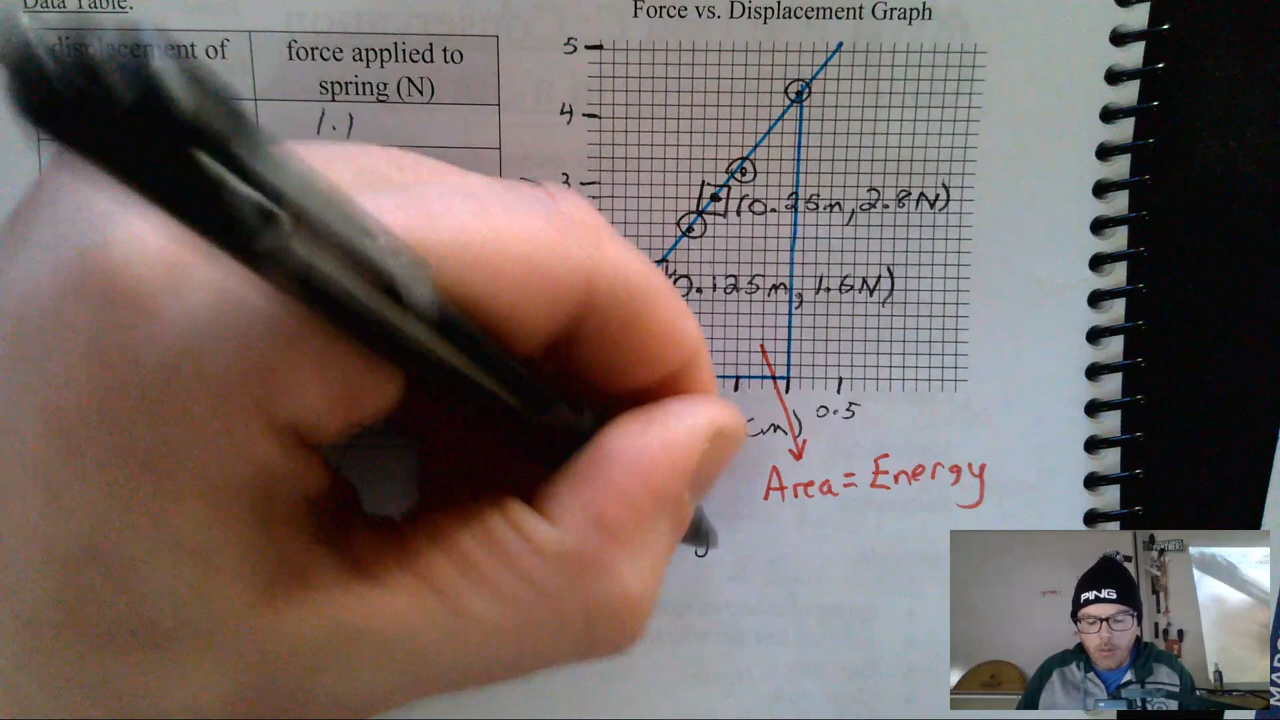 Data Table:
displacement of
force applied to
spring (N)
1.1
Force vs. Displacement Graph
5
4
3
(0.25m, 2.8N)
(0.125m, 1.6N)
0.5
(m)
Area = Energy
PING